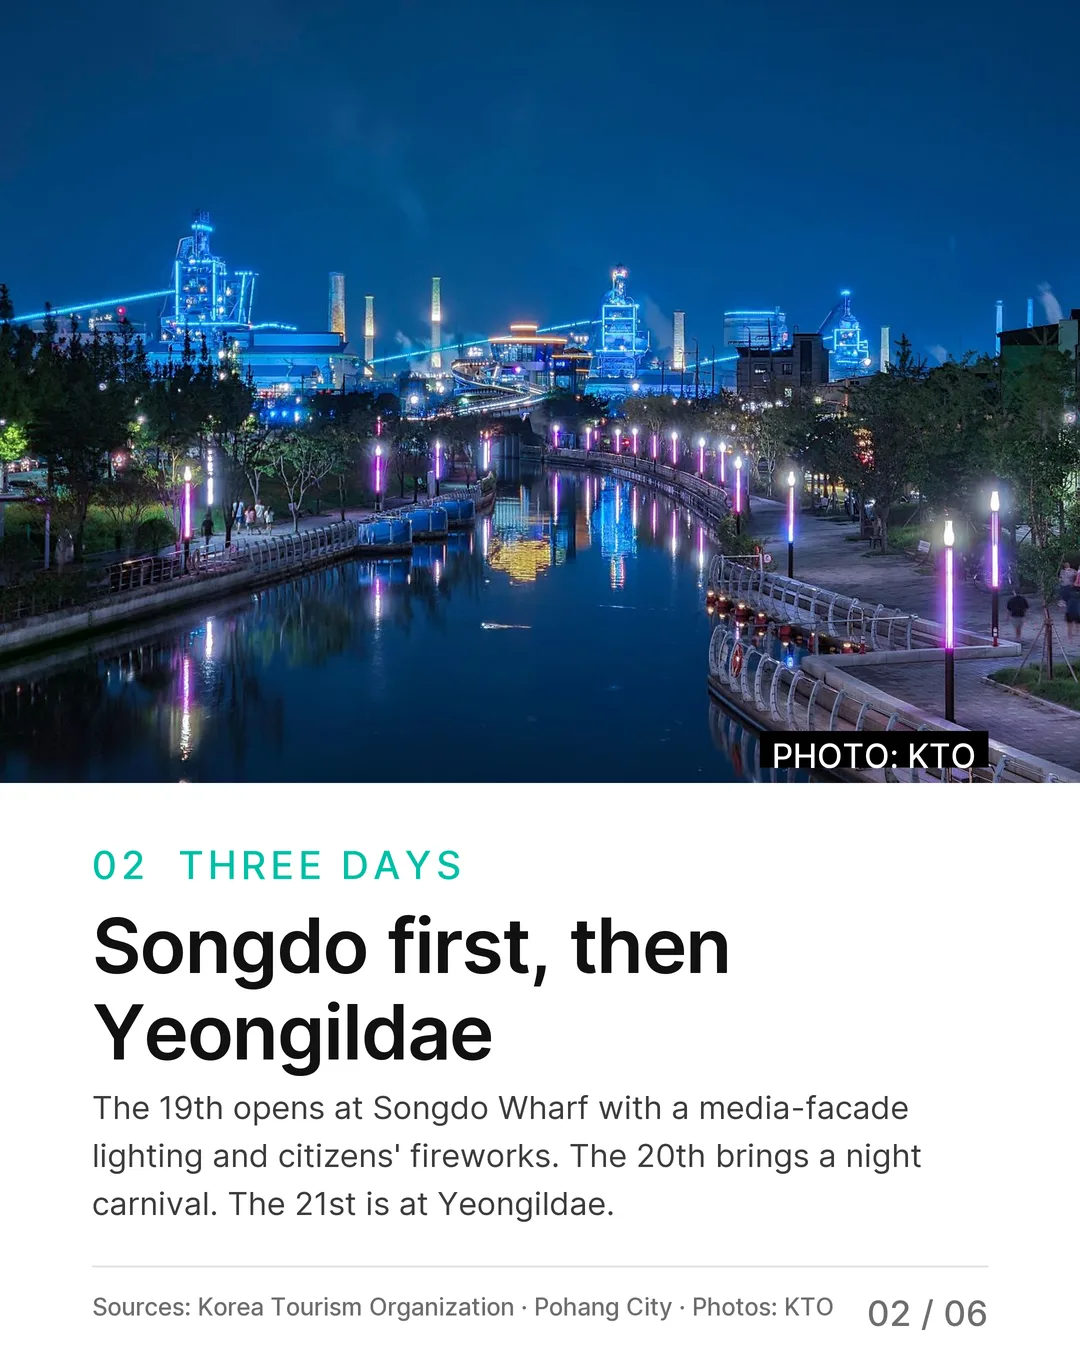 PHOTO: KTO
02 THREE DAYS
Songdo first, then
Yeongildae
The 19th opens at Songdo Wharf with a media-facade
lighting and citizens' fireworks. The 20th brings a night
carnival. The 21st is at Yeongildae.
Sources: Korea Tourism Organization · Pohang City · Photos: KTO
02 / 06